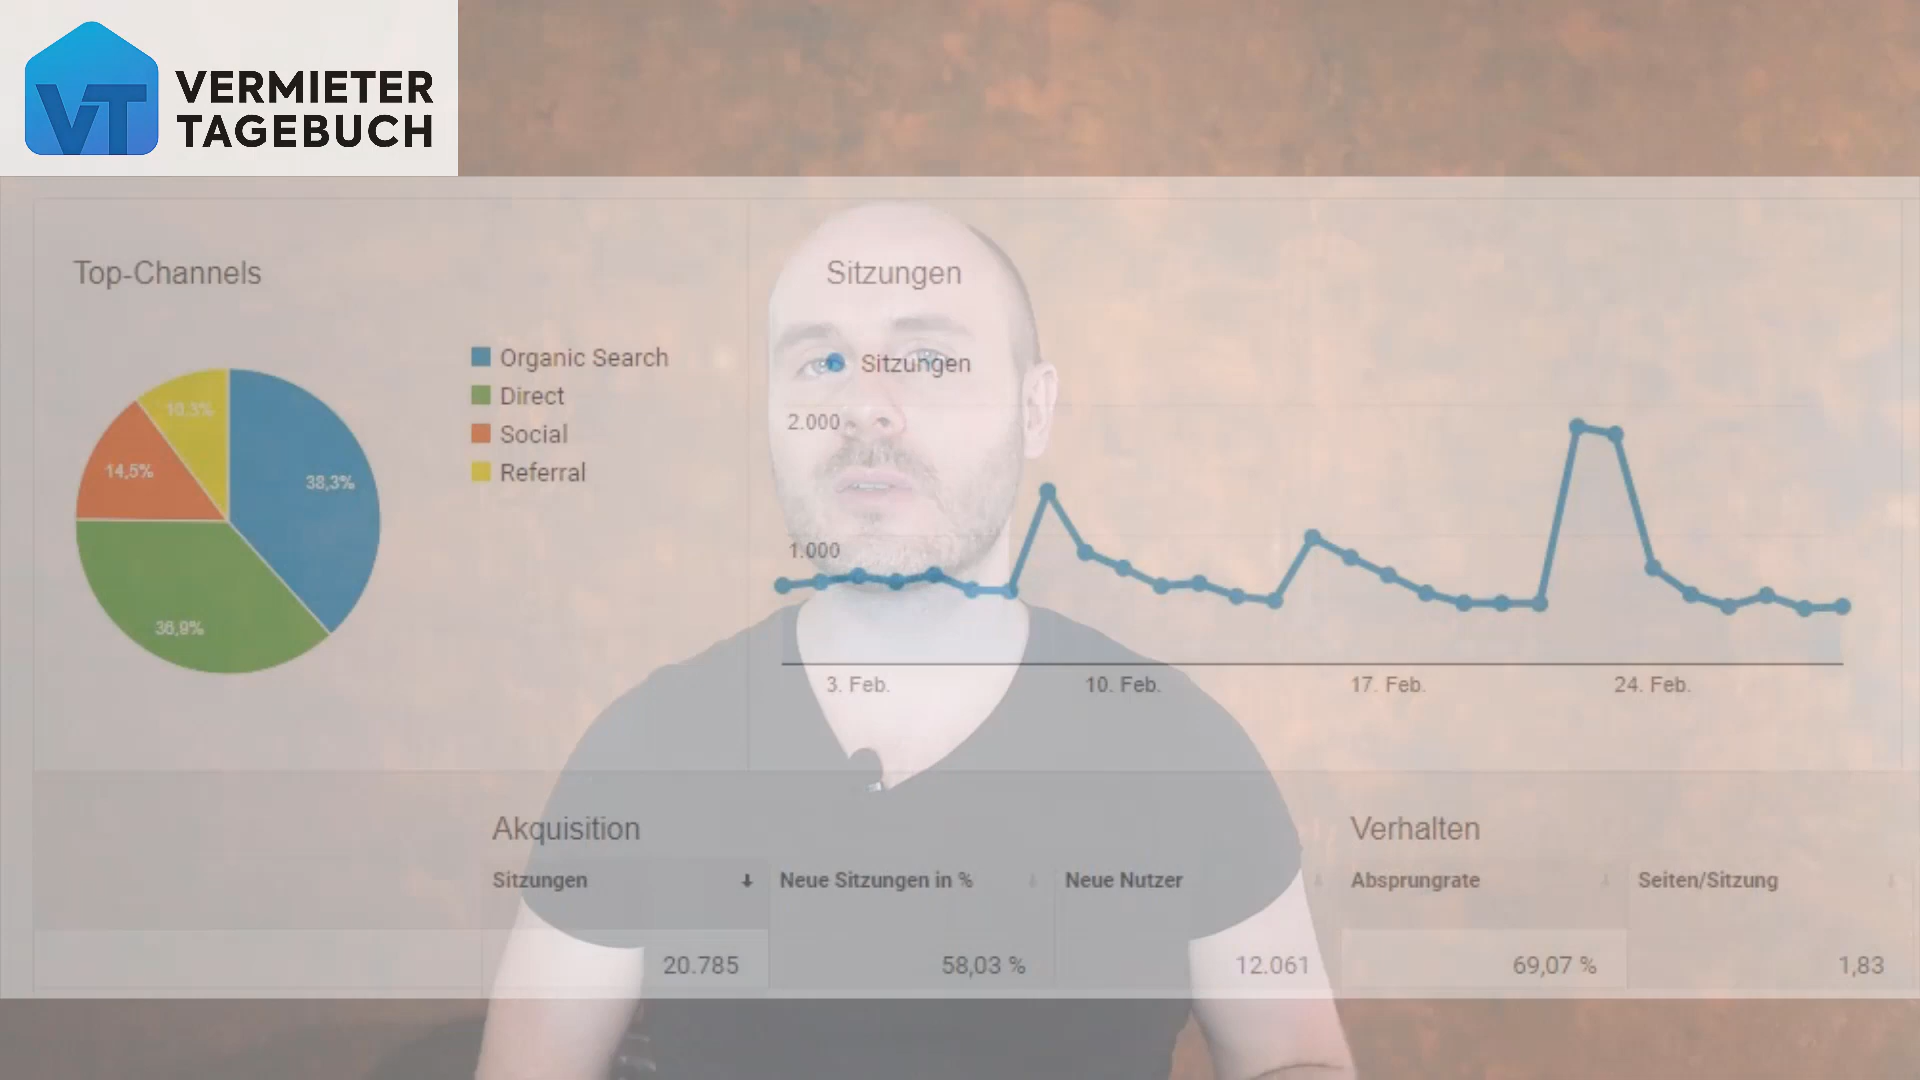 VT
VERMIETER
TAGEBUCH
Top-Channels
Organic Search
Direct
Social
Referral
10.3%
14,5%
38,3%
36,9%
Sitzungen
Sitzungen
2.000
1.000
3. Feb.
10. Feb.
17. Feb.
24. Feb.
Akquisition
Verhalten
Sitzungen
Neue Sitzungen in %
Neue Nutzer
Absprungrate
Seiten/Sitzung
20.785
58,03 %
12.061
69,07 %
1,83